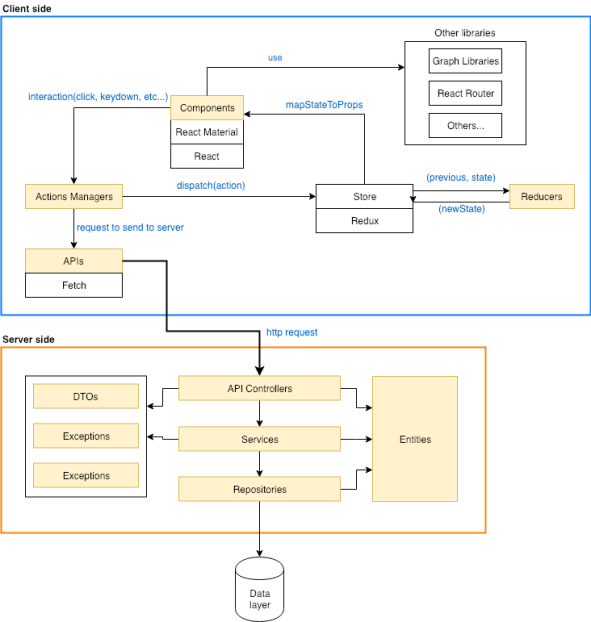 Client side
Other libraries
use
Graph Libraries
interaction(click, keydown, etc...)
Components
mapStateToProps
React Router
React Material
Others...
React
dispatch(action)
(previous, state)
Actions Managers
Store
Reducers
(newState)
Redux
request to send to server
APIs
Fetch
http request
Server side
DTOs
API Controllers
Exceptions
Services
Entities
Exceptions
Repositories
Data
layer